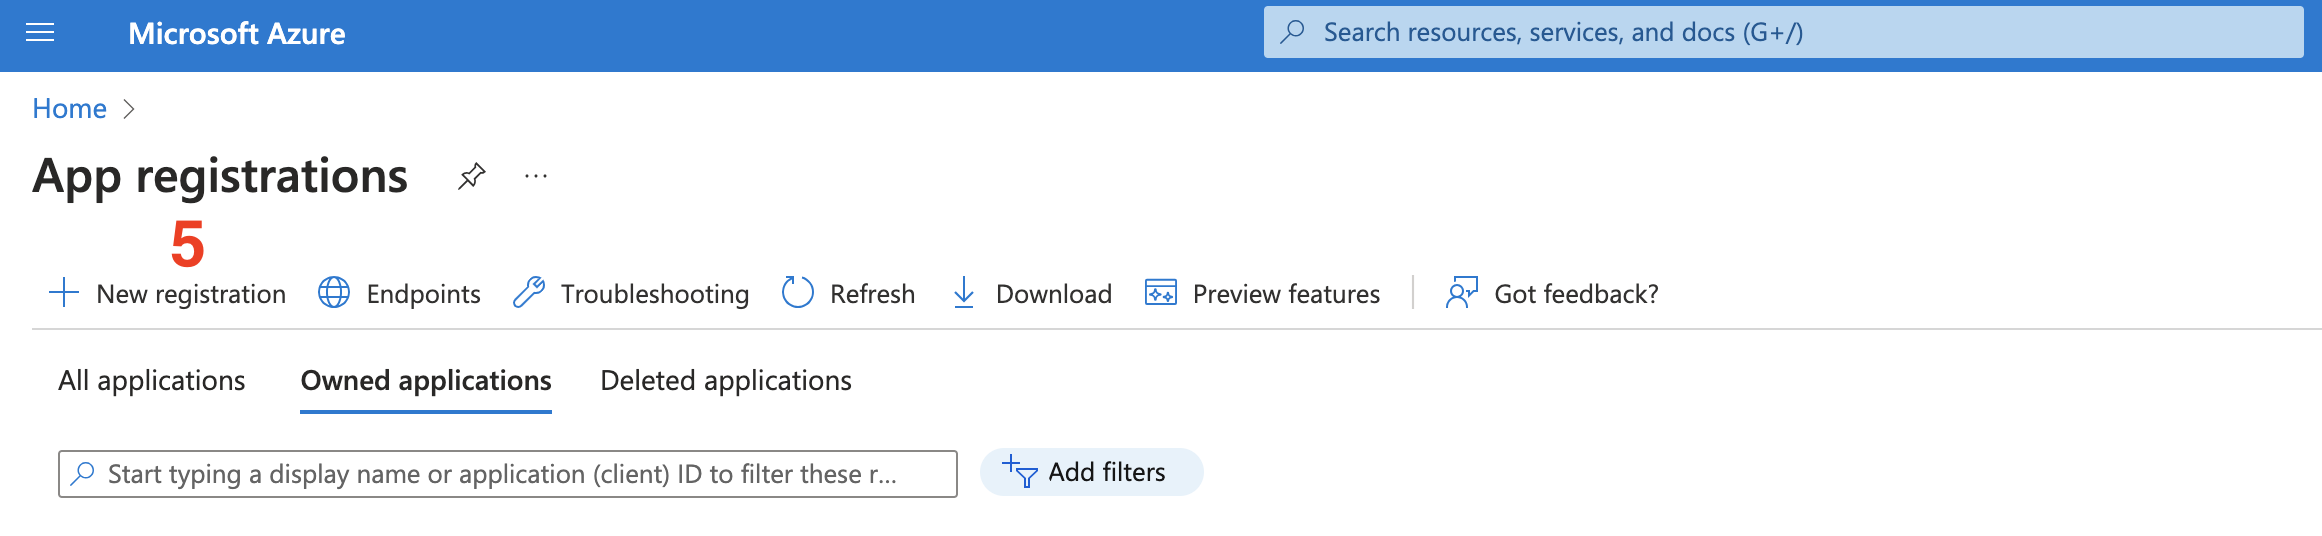 Microsoft Azure
Search resources, services, and docs (G+/)
Home
App registrations
5
New registration Endpoints Troubleshooting Refresh Download Preview features Got feedback?
All applications Owned applications Deleted applications
Start typing a display name or application (client) ID to filter these r... Add filters